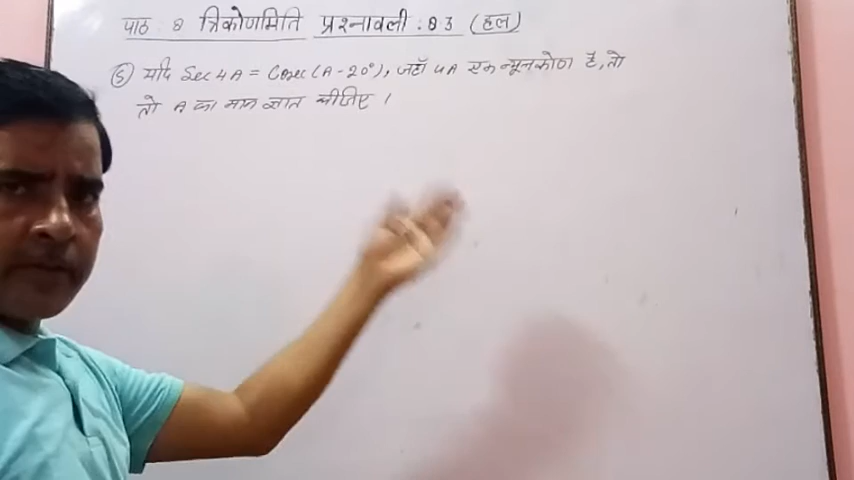 पाठ 8 त्रिकोणमिति प्रश्नावली : 8 3 (हल)
(5) यदि Sec 4A = Cosec (A - 20°), जहाँ 4A एक न्यूनकोण है, तो
तो A का मान ज्ञात कीजिए ।